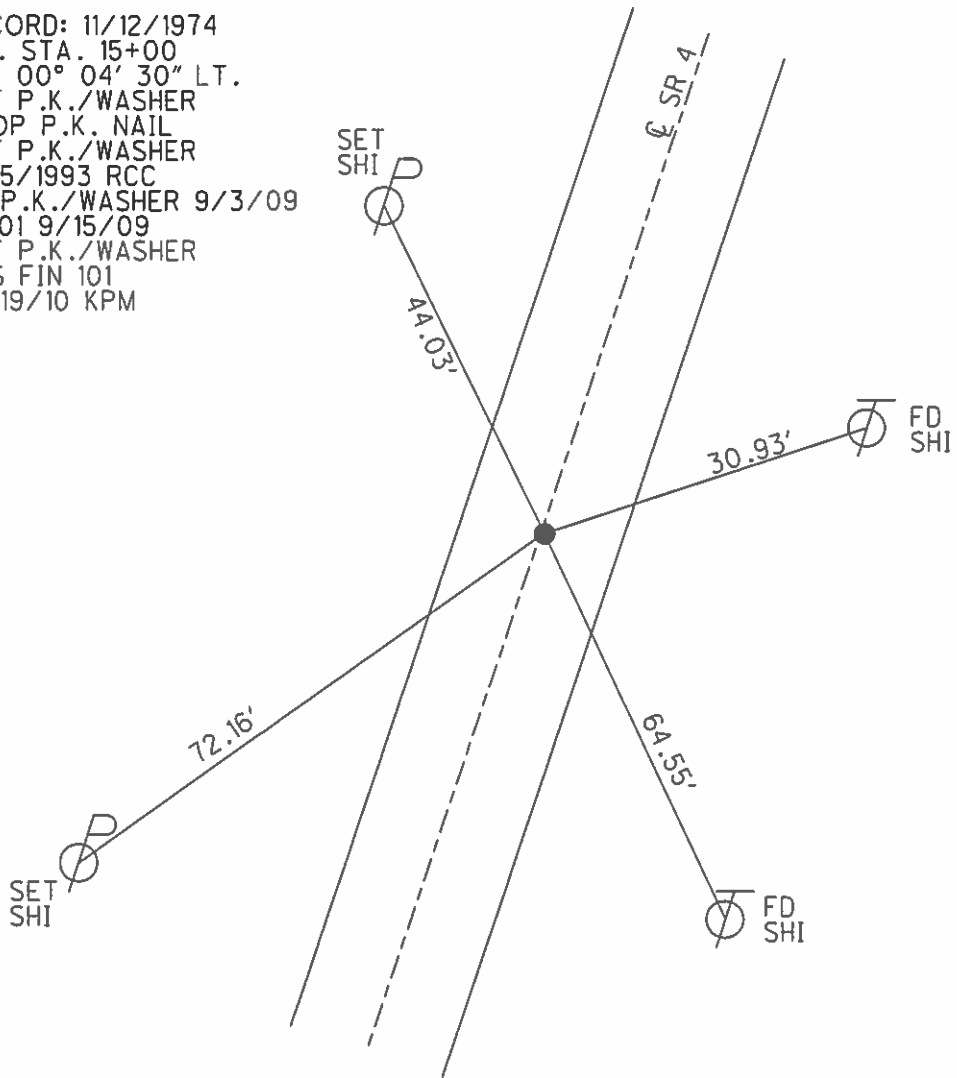 CORD: 11/12/1974
. STA. 15+00
00° 04' 30" LT.
P.K./WASHER
OP P.K. NAIL
P.K./WASHER
5/1993 RCC
P.K./WASHER 9/3/09
01 9/15/09
P.K./WASHER
FIN 101
19/10 KPM
SET
SHI
P
℄ SR 4
44.03'
30.93'
T
FD
SHI
72.16'
64.55'
P
SET
SHI
T
FD
SHI